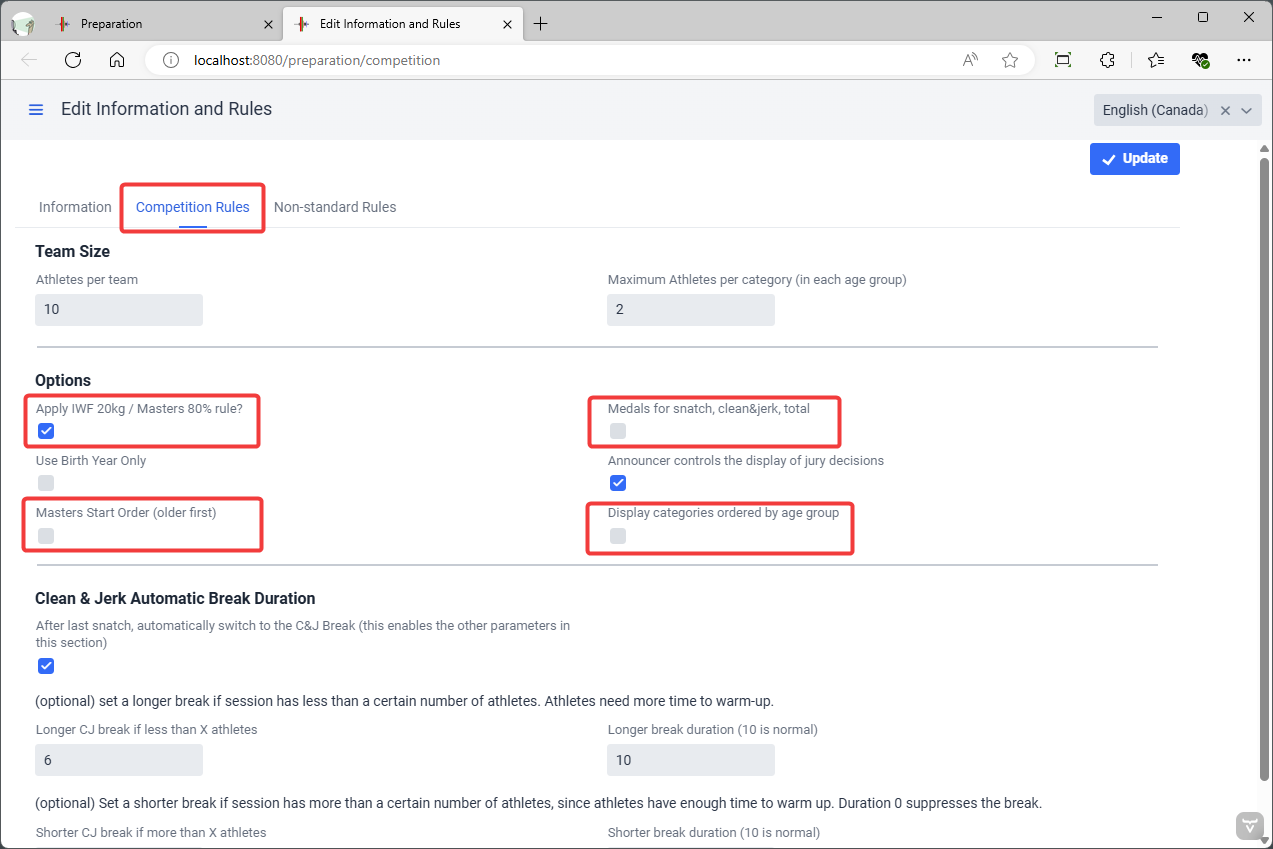 Preparation
Edit Information and Rules
localhost:8080/preparation/competition
Edit Information and Rules
English (Canada)
Update
Information
Competition Rules
Non-standard Rules
Team Size
Athletes per team
Maximum Athletes per category (in each age group)
10
2
Options
Apply IWF 20kg / Masters 80% rule?
Medals for snatch, clean&jerk, total
Use Birth Year Only
Announcer controls the display of jury decisions
Masters Start Order (older first)
Display categories ordered by age group
Clean & Jerk Automatic Break Duration
After last snatch, automatically switch to the C&J Break (this enables the other parameters in
this section)
(optional) set a longer break if session has less than a certain number of athletes. Athletes need more time to warm-up.
Longer CJ break if less than X athletes
Longer break duration (10 is normal)
6
10
(optional) Set a shorter break if session has more than a certain number of athletes, since athletes have enough time to warm up. Duration 0 suppresses the break.
Shorter CJ break if more than X athletes
Shorter break duration (10 is normal)